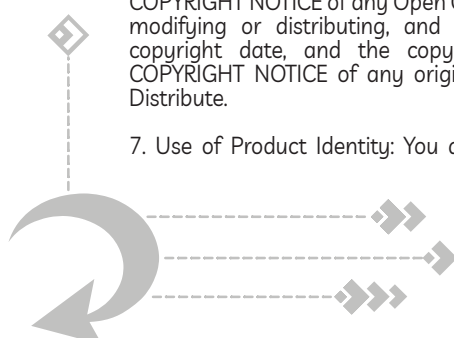 COPYRIGHT NOTICE of any Open
modifying or distributing, and
copyright date, and the copy
COPYRIGHT NOTICE of any origi
Distribute.
7. Use of Product Identity: You a